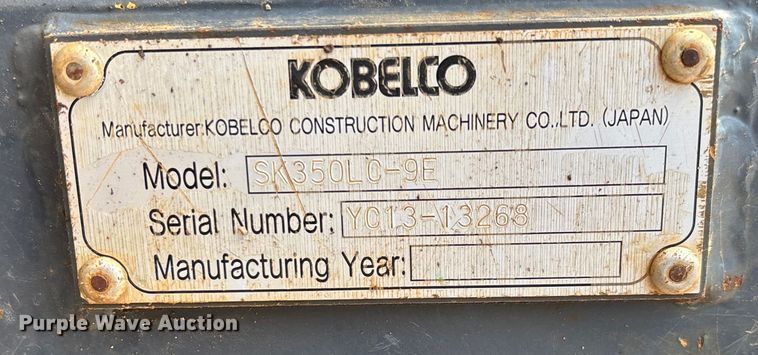 KOBELCO
Manufacturer:KOBELCO CONSTRUCTION MACHINERY CO.,LTD. (JAPAN)
Model: SK350LC-9E
Serial Number: YC13-13268
Manufacturing Year:
Purple Wave Auction